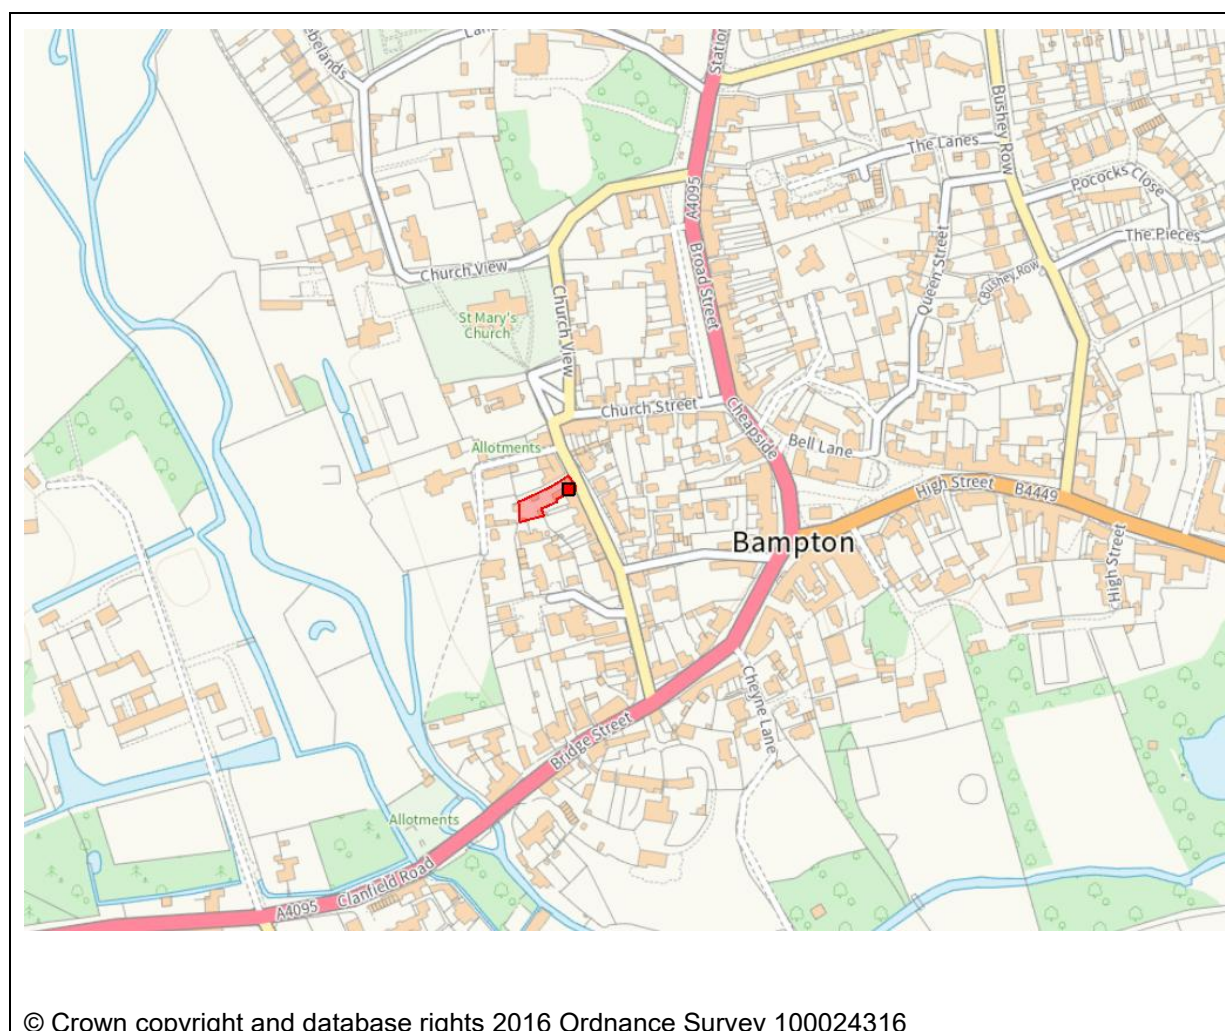 Station
ebelands
The Lanes
Bushey Row
Pococks Close
A4095
The Pieces
Church View
Broad Street
Queen Street
Bushey Row
St Mary's
Church
Church View
Church Street
Cheapside
Bell Lane
Allotments
High Street
B4449
Bampton
High Street
Cheyne Lane
Bridge Street
Allotments
Clanfield Road
A4095
© Crown copyright and database rights 2016 Ordnance Survey 100024316